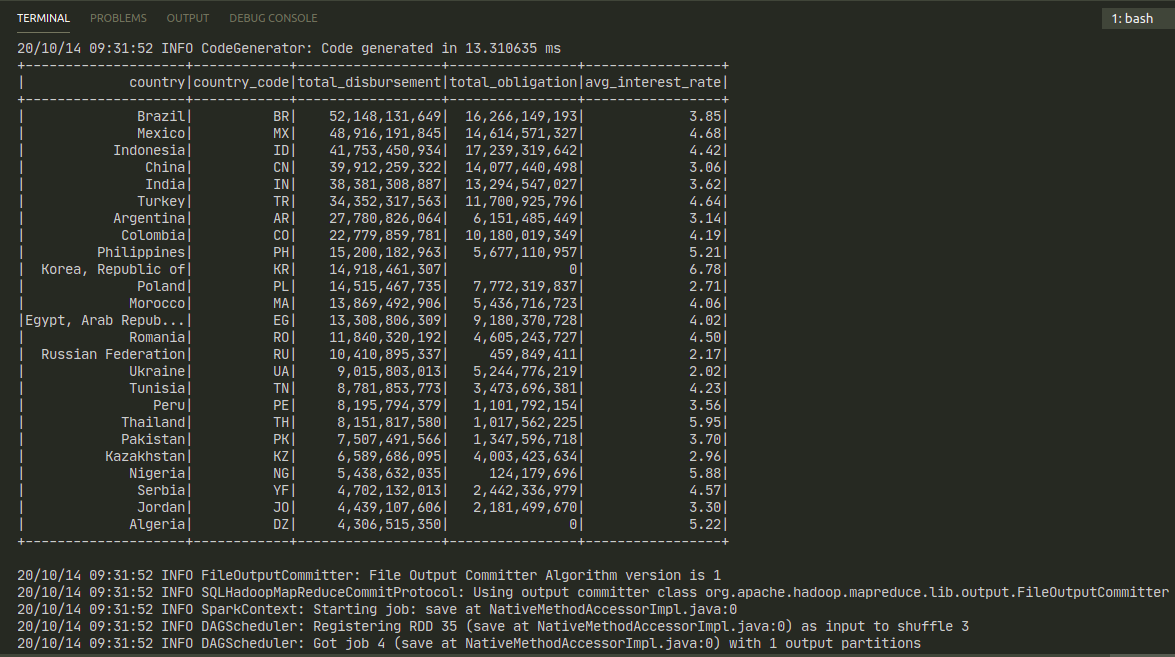 TERMINAL PROBLEMS OUTPUT DEBUG CONSOLE 1: bash
20/10/14 09:31:52 INFO CodeGenerator: Code generated in 13.310635 ms
+--------------------+------------+------------------+----------------+-----------------+
|             country|country_code|total_disbursement|total_obligation|avg_interest_rate|
+--------------------+------------+------------------+----------------+-----------------+
|              Brazil|          BR|    52,148,131,649|  16,266,149,193|             3.85|
|              Mexico|          MX|    48,916,191,845|  14,614,571,327|             4.68|
|           Indonesia|          ID|    41,753,450,934|  17,239,319,642|             4.42|
|               China|          CN|    39,912,259,322|  14,077,440,498|             3.06|
|               India|          IN|    38,381,308,887|  13,294,547,027|             3.62|
|              Turkey|          TR|    34,352,317,563|  11,700,925,796|             4.64|
|           Argentina|          AR|    27,780,826,064|   6,151,485,449|             3.14|
|            Colombia|          CO|    22,779,859,781|  10,180,019,349|             4.19|
|         Philippines|          PH|    15,200,182,963|   5,677,110,957|             5.21|
|  Korea, Republic of|          KR|    14,918,461,307|               0|             6.78|
|              Poland|          PL|    14,515,467,735|   7,772,319,837|             2.71|
|             Morocco|          MA|    13,869,492,906|   5,436,716,723|             4.06|
|Egypt, Arab Repub...|          EG|    13,308,806,309|   9,180,370,728|             4.02|
|             Romania|          RO|    11,840,320,192|   4,605,243,727|             4.50|
|  Russian Federation|          RU|    10,410,895,337|     459,849,411|             2.17|
|             Ukraine|          UA|     9,015,803,013|   5,244,776,219|             2.02|
|             Tunisia|          TN|     8,781,853,773|   3,473,696,381|             4.23|
|                Peru|          PE|     8,195,794,379|   1,101,792,154|             3.56|
|            Thailand|          TH|     8,151,817,580|   1,017,562,225|             5.95|
|            Pakistan|          PK|     7,507,491,566|   1,347,596,718|             3.70|
|          Kazakhstan|          KZ|     6,589,686,095|   4,003,423,634|             2.96|
|             Nigeria|          NG|     5,438,632,035|     124,179,696|             5.88|
|              Serbia|          YF|     4,702,132,013|   2,442,336,979|             4.57|
|              Jordan|          JO|     4,439,107,606|   2,181,499,670|             3.30|
|             Algeria|          DZ|     4,306,515,350|               0|             5.22|
+--------------------+------------+------------------+----------------+-----------------+
20/10/14 09:31:52 INFO FileOutputCommitter: File Output Committer Algorithm version is 1
20/10/14 09:31:52 INFO SQLHadoopMapReduceCommitProtocol: Using output committer class org.apache.hadoop.mapreduce.lib.output.FileOutputCommitter
20/10/14 09:31:52 INFO SparkContext: Starting job: save at NativeMethodAccessorImpl.java:0
20/10/14 09:31:52 INFO DAGScheduler: Registering RDD 35 (save at NativeMethodAccessorImpl.java:0) as input to shuffle 3
20/10/14 09:31:52 INFO DAGScheduler: Got job 4 (save at NativeMethodAccessorImpl.java:0) with 1 output partitions